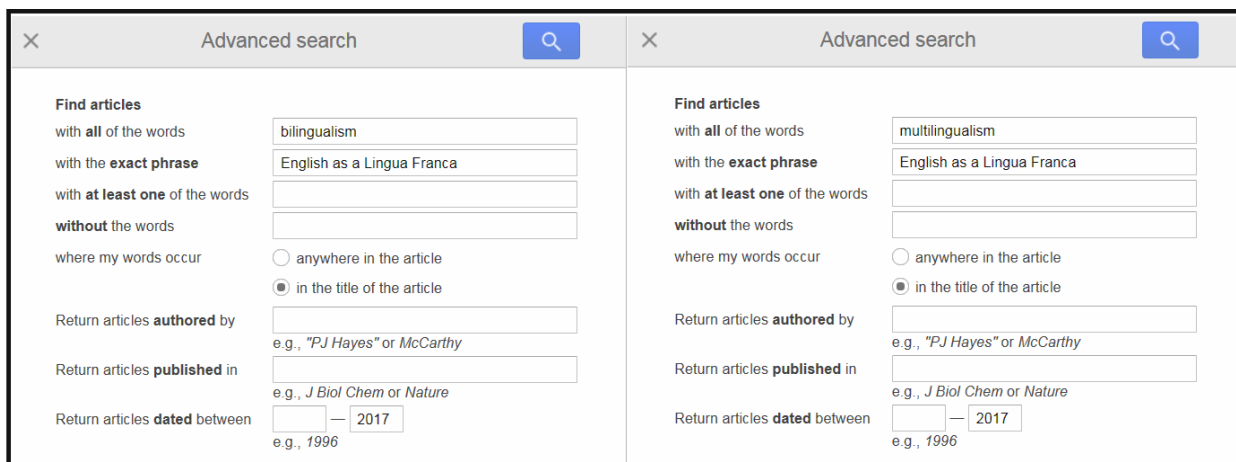 Advanced search
Find articles
with all of the words bilingualism
with the exact phrase English as a Lingua Franca
with at least one of the words
without the words
where my words occur anywhere in the article
in the title of the article
Return articles authored by
e.g., "PJ Hayes" or McCarthy
Return articles published in
e.g., J Biol Chem or Nature
Return articles dated between — 2017
e.g., 1996
Advanced search
Find articles
with all of the words multilingualism
with the exact phrase English as a Lingua Franca
with at least one of the words
without the words
where my words occur anywhere in the article
in the title of the article
Return articles authored by
e.g., "PJ Hayes" or McCarthy
Return articles published in
e.g., J Biol Chem or Nature
Return articles dated between — 2017
e.g., 1996